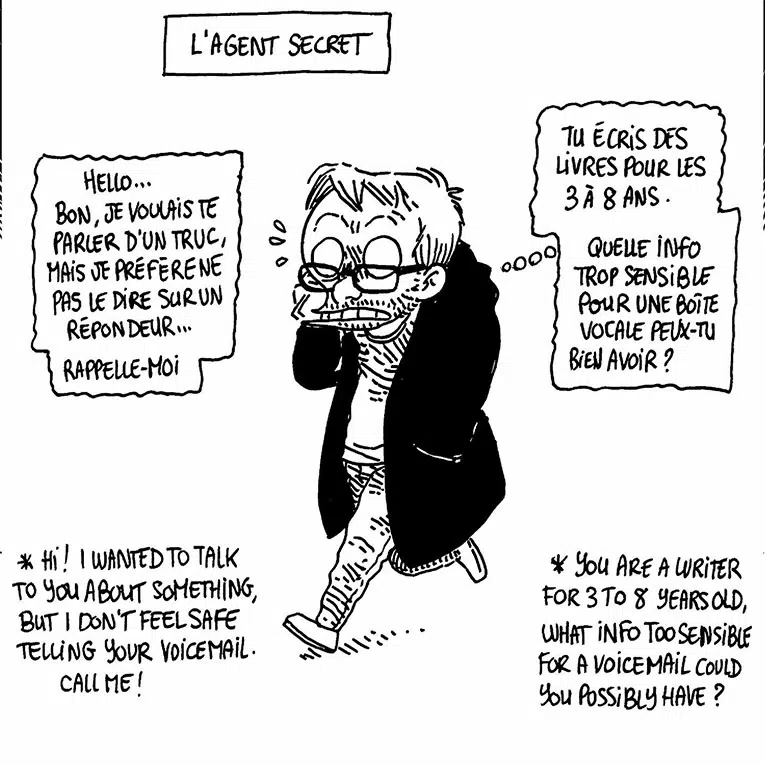 L'AGENT SECRET
HELLO...
BON, JE VOULAIS TE
PARLER D'UN TRUC,
MAIS JE PRÉFÈRE NE
PAS LE DIRE SUR UN
RÉPONDEUR...
RAPPELLE-MOI
TU ÉCRIS DES
LIVRES POUR LES
3 À 8 ANS.
QUELLE INFO
TROP SENSIBLE
POUR UNE BOÎTE
VOCALE PEUX-TU
BIEN AVOIR ?
* Hi! I WANTED TO TALK
TO YOU ABOUT SOMETHING,
BUT I DON'T FEEL SAFE
TELLING YOUR VOICEMAIL.
CALL ME!
* YOU ARE A WRITER
FOR 3 TO 8 YEARS OLD,
WHAT INFO TOO SENSIBLE
FOR A VOICEMAIL COULD
YOU POSSIBLY HAVE ?